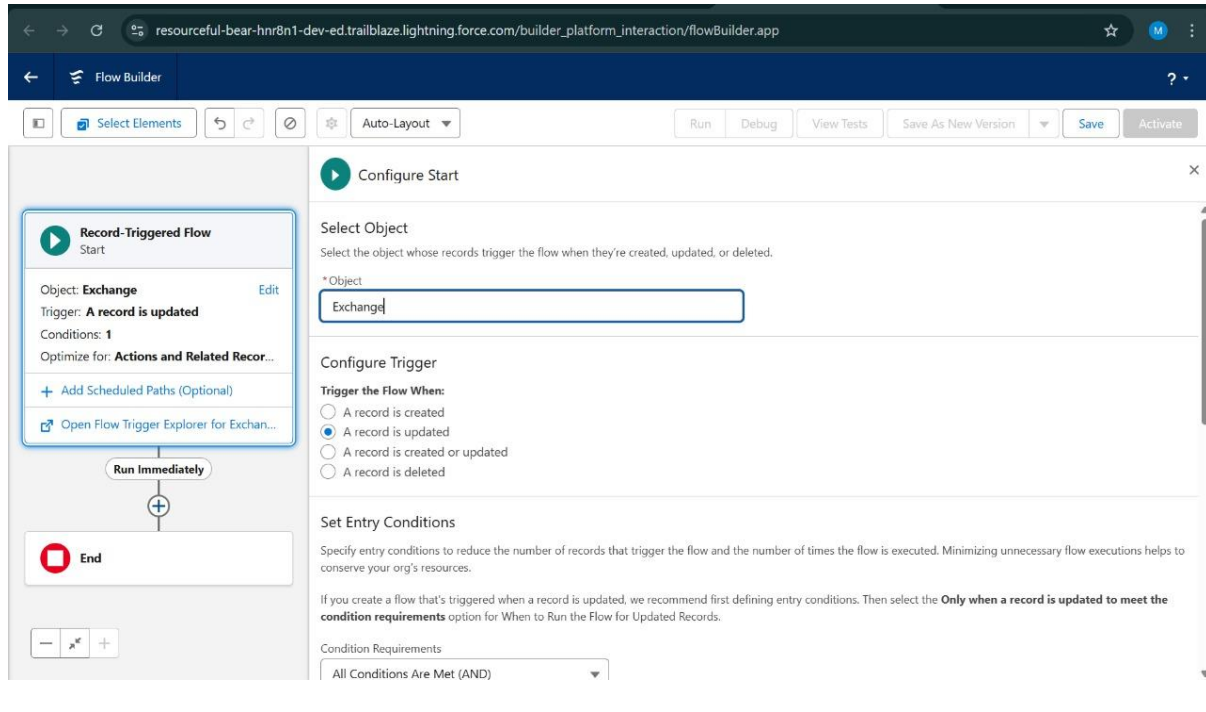 resourceful-bear-hnr8n1-dev-ed.trailblaze.lightning.force.com/builder_platform_interaction/flowBuilder.app
M
Flow Builder
?
Select Elements
Auto-Layout
Run
Debug
View Tests
Save As New Version
Save
Activate
Record-Triggered Flow
Start
Object: Exchange
Edit
Trigger: A record is updated
Conditions: 1
Optimize for: Actions and Related Recor...
+ Add Scheduled Paths (Optional)
Open Flow Trigger Explorer for Exchan...
Run Immediately
End
Configure Start
Select Object
Select the object whose records trigger the flow when they're created, updated, or deleted.
*Object
Exchange
Configure Trigger
Trigger the Flow When:
A record is created
A record is updated
A record is created or updated
A record is deleted
Set Entry Conditions
Specify entry conditions to reduce the number of records that trigger the flow and the number of times the flow is executed. Minimizing unnecessary flow executions helps to
conserve your org's resources.
If you create a flow that's triggered when a record is updated, we recommend first defining entry conditions. Then select the Only when a record is updated to meet the
condition requirements option for When to Run the Flow for Updated Records.
Condition Requirements
All Conditions Are Met (AND)